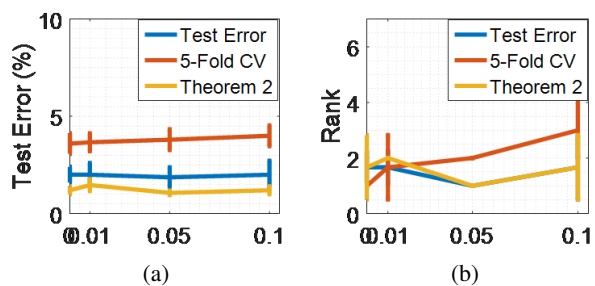 10
5
0
Test Error (%)
Test Error
5-Fold CV
Theorem 2
0 0.01 0.05 0.1
(a)
6
4
2
0
Rank
Test Error
5-Fold CV
Theorem 2
0 0.01 0.05 0.1
(b)